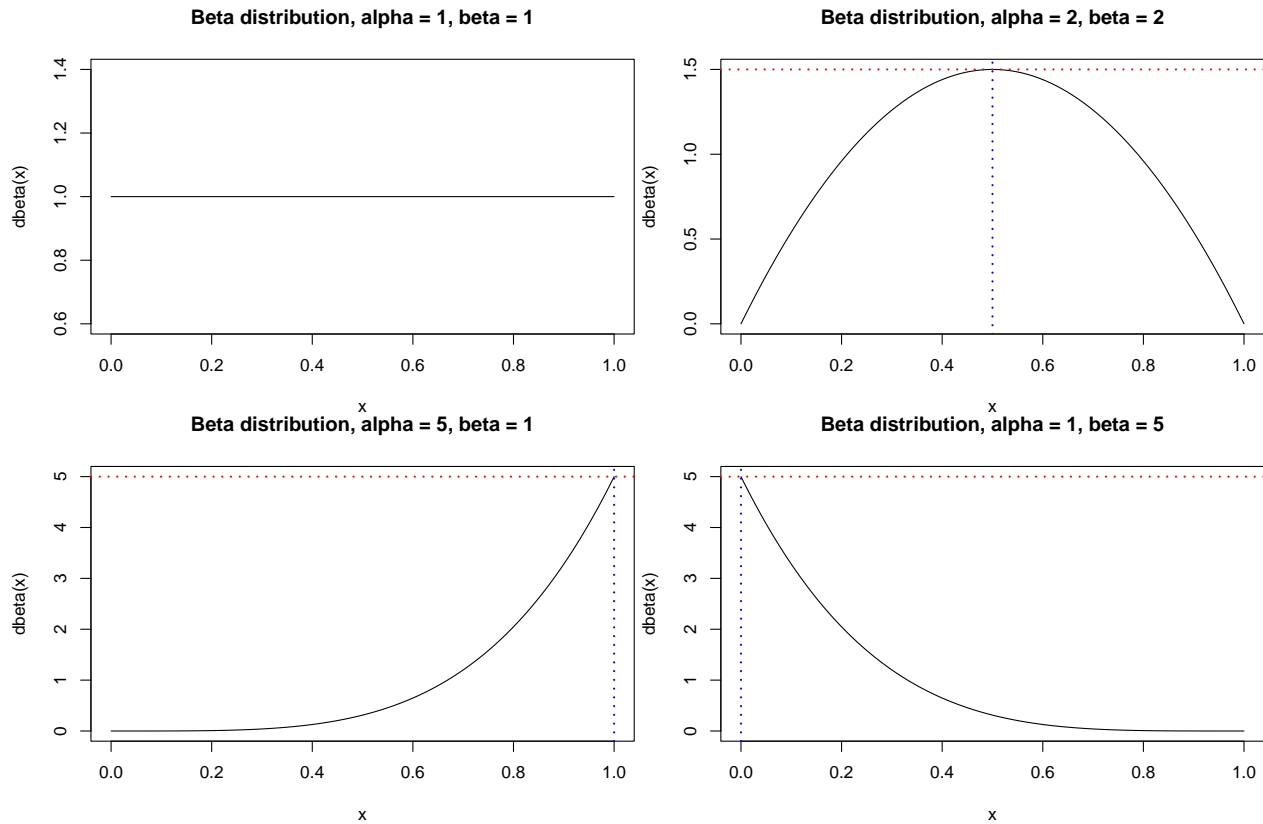 Beta distribution, alpha = 1, beta = 1
dbeta(x)
1.4
1.2
1.0
0.8
0.6
0.0 0.2 0.4 0.6 0.8 1.0
x
Beta distribution, alpha = 2, beta = 2
dbeta(x)
1.5
1.0
0.5
0.0
0.0 0.2 0.4 0.6 0.8 1.0
x
Beta distribution, alpha = 5, beta = 1
dbeta(x)
5
4
3
2
1
0
0.0 0.2 0.4 0.6 0.8 1.0
x
Beta distribution, alpha = 1, beta = 5
dbeta(x)
5
4
3
2
1
0
0.0 0.2 0.4 0.6 0.8 1.0
x